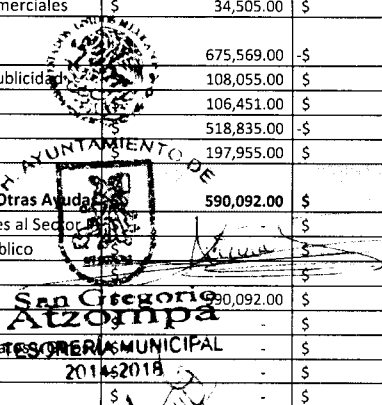 merciales $ 34,505.00 $
675,569.00 -$
ublicidad $ 108,055.00 $
$ 106,451.00 $
518,835.00 -$
H. AYUNTAMIENTO DE
$ 197,955.00 $
Otras Ayuda 590,092.00 $
es al Sector - $
blico $
$
San Gregorio 590,092.00 $
Atzompa
$ - $
TESORERÍA MUNICIPAL - $
2014-2018
$ - $
$ - $